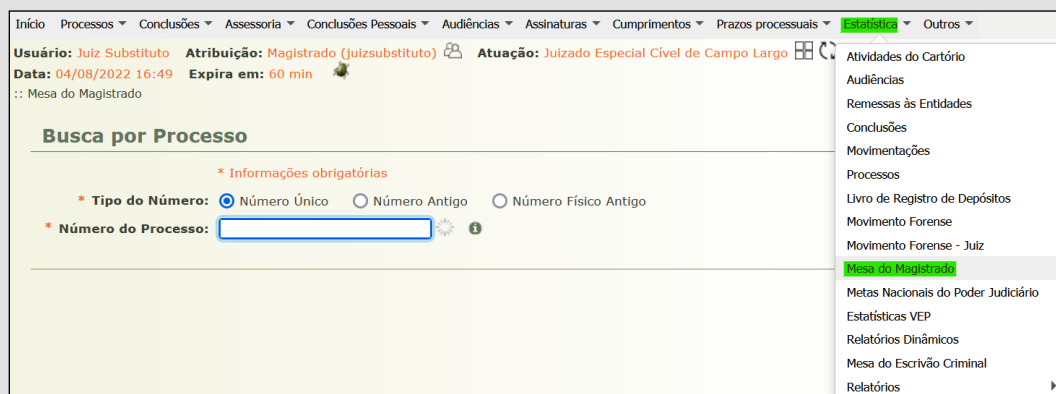 Início Processos Conclusões Assessoria Conclusões Pessoais Audiências Assinaturas Cumprimentos Prazos processuais Estatística Outros
Usuário: Juiz Substituto Atribuição: Magistrado (juizsubstituto) Atuação: Juizado Especial Cível de Campo Largo
Data: 04/08/2022 16:49 Expira em: 60 min
:: Mesa do Magistrado
Busca por Processo
* Informações obrigatórias
* Tipo do Número: Número Único Número Antigo Número Físico Antigo
* Número do Processo:
Atividades do Cartório
Audiências
Remessas às Entidades
Conclusões
Movimentações
Processos
Livro de Registro de Depósitos
Movimento Forense
Movimento Forense - Juiz
Mesa do Magistrado
Metas Nacionais do Poder Judiciário
Estatísticas VEP
Relatórios Dinâmicos
Mesa do Escrivão Criminal
Relatórios